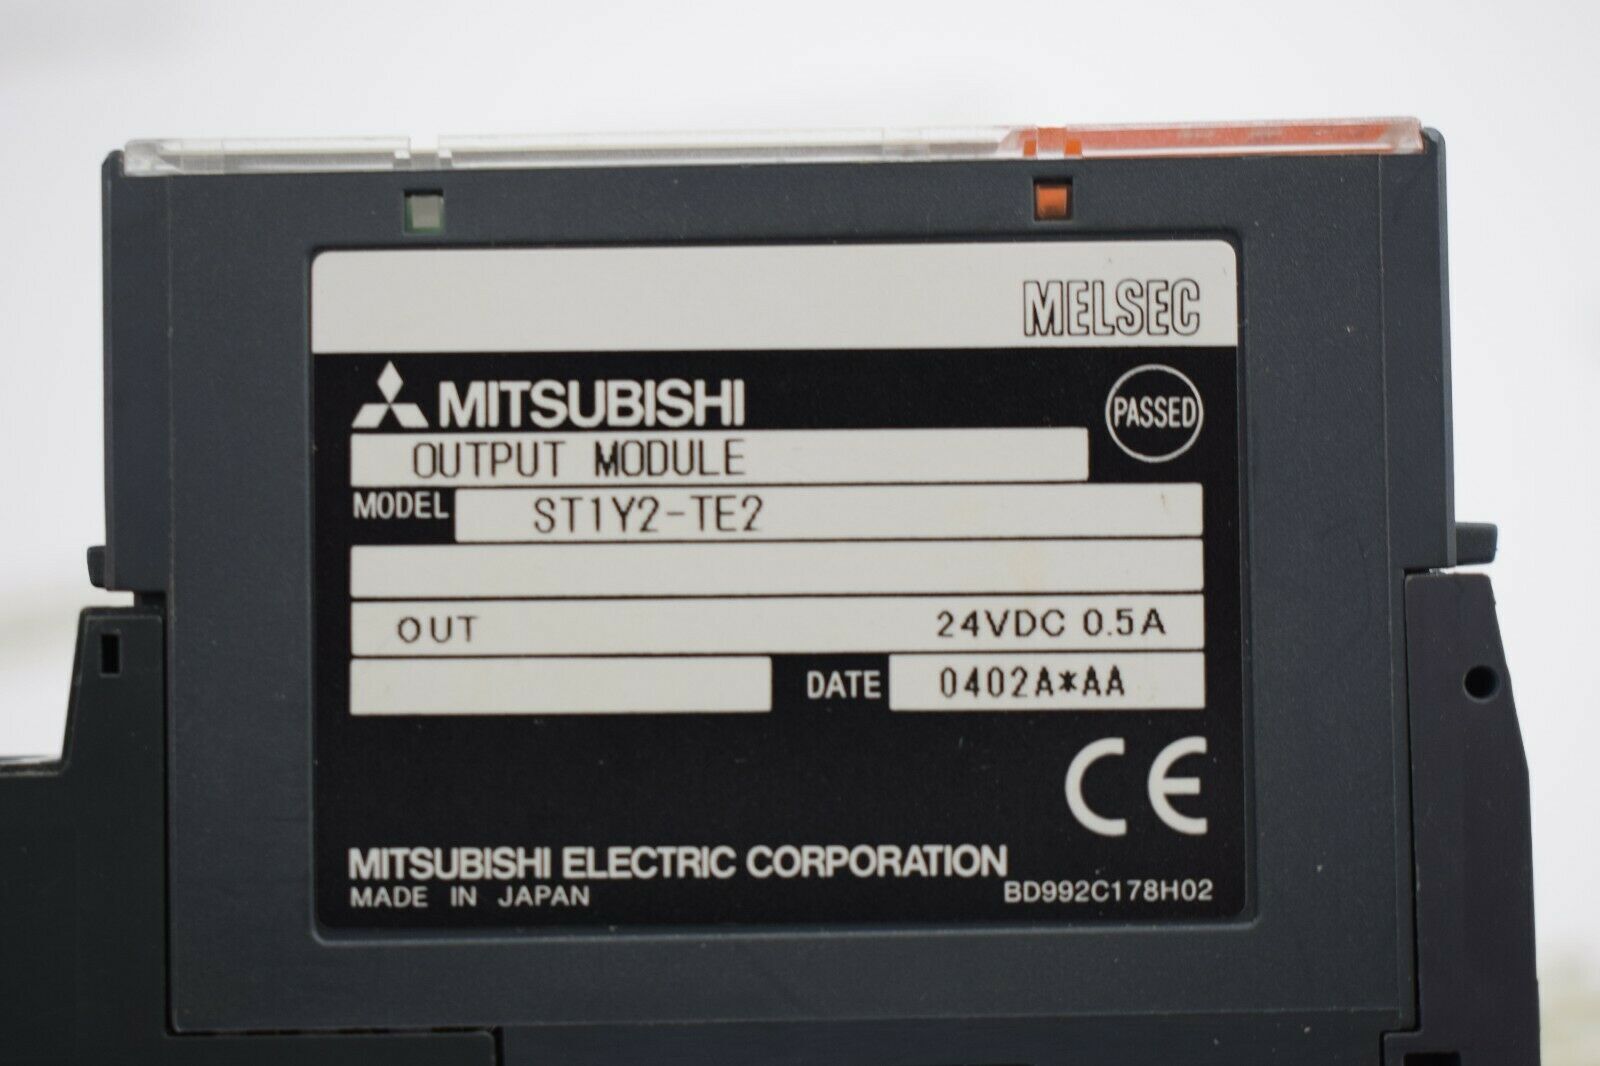 MELSEC
MITSUBISHI
PASSED
OUTPUT MODULE
MODEL ST1Y2-TE2
OUT 24VDC 0.5A
DATE 0402A*AA
CE
MITSUBISHI ELECTRIC CORPORATION
MADE IN JAPAN BD992C178H02